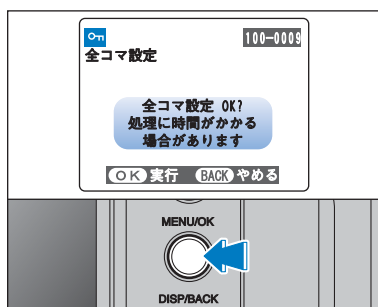 100-0009
全コマ設定
全コマ設定 OK?
処理に時間がかかる
場合があります
OK 実行 BACK やめる
MENU/OK
DISP/BACK